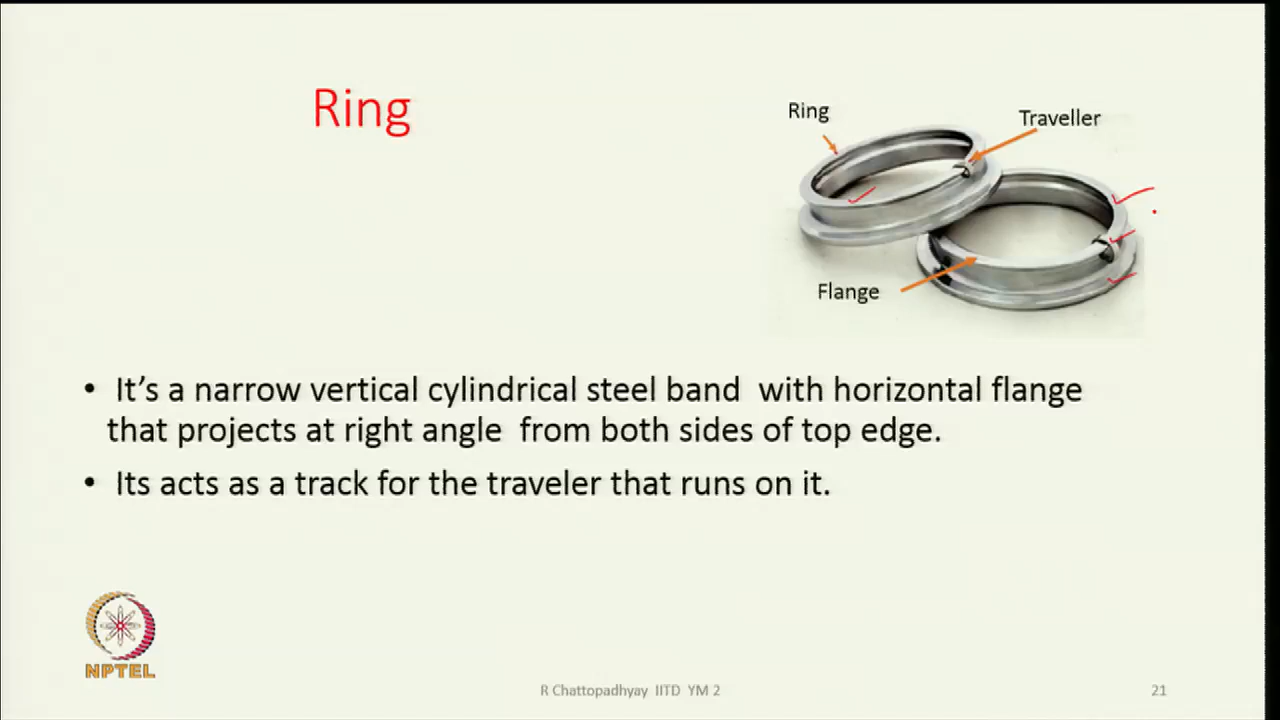 Ring
Ring
Traveller
Flange
• It’s a narrow vertical cylindrical steel band with horizontal flange
that projects at right angle from both sides of top edge.
• Its acts as a track for the traveler that runs on it.
NPTEL
R Chattopadhyay IITD YM 2
21